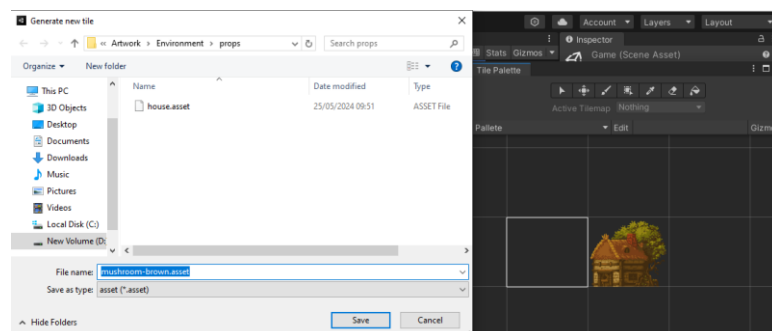 Generate new tile
« Artwork › Environment › props
Search props
Organize
New folder
This PC
3D Objects
Desktop
Documents
Downloads
Music
Pictures
Videos
Local Disk (C:)
New Volume (D:
Name
Date modified
Type
house.asset
25/05/2024 09:51
ASSET File
File name: mushroom-brown.asset
Save as type: asset (*.asset)
Hide Folders
Save
Cancel
Account
Layers
Layout
Stats Gizmos
Inspector
Game (Scene Asset)
Tile Palette
Active Tilemap Nothing
Pallete
Edit
Gizm